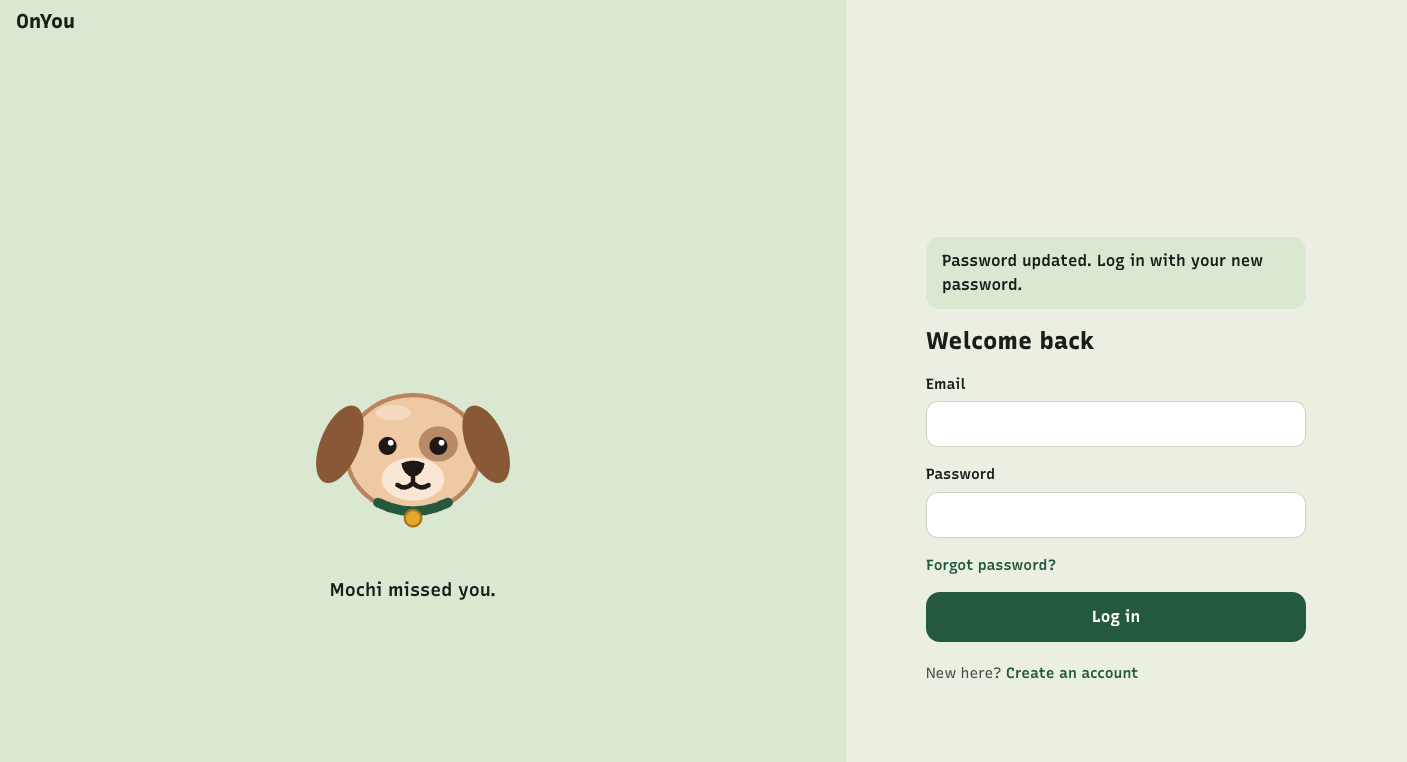 OnYou
Mochi missed you.
Password updated. Log in with your new
password.
Welcome back
Email
Password
Forgot password?
Log in
New here? Create an account